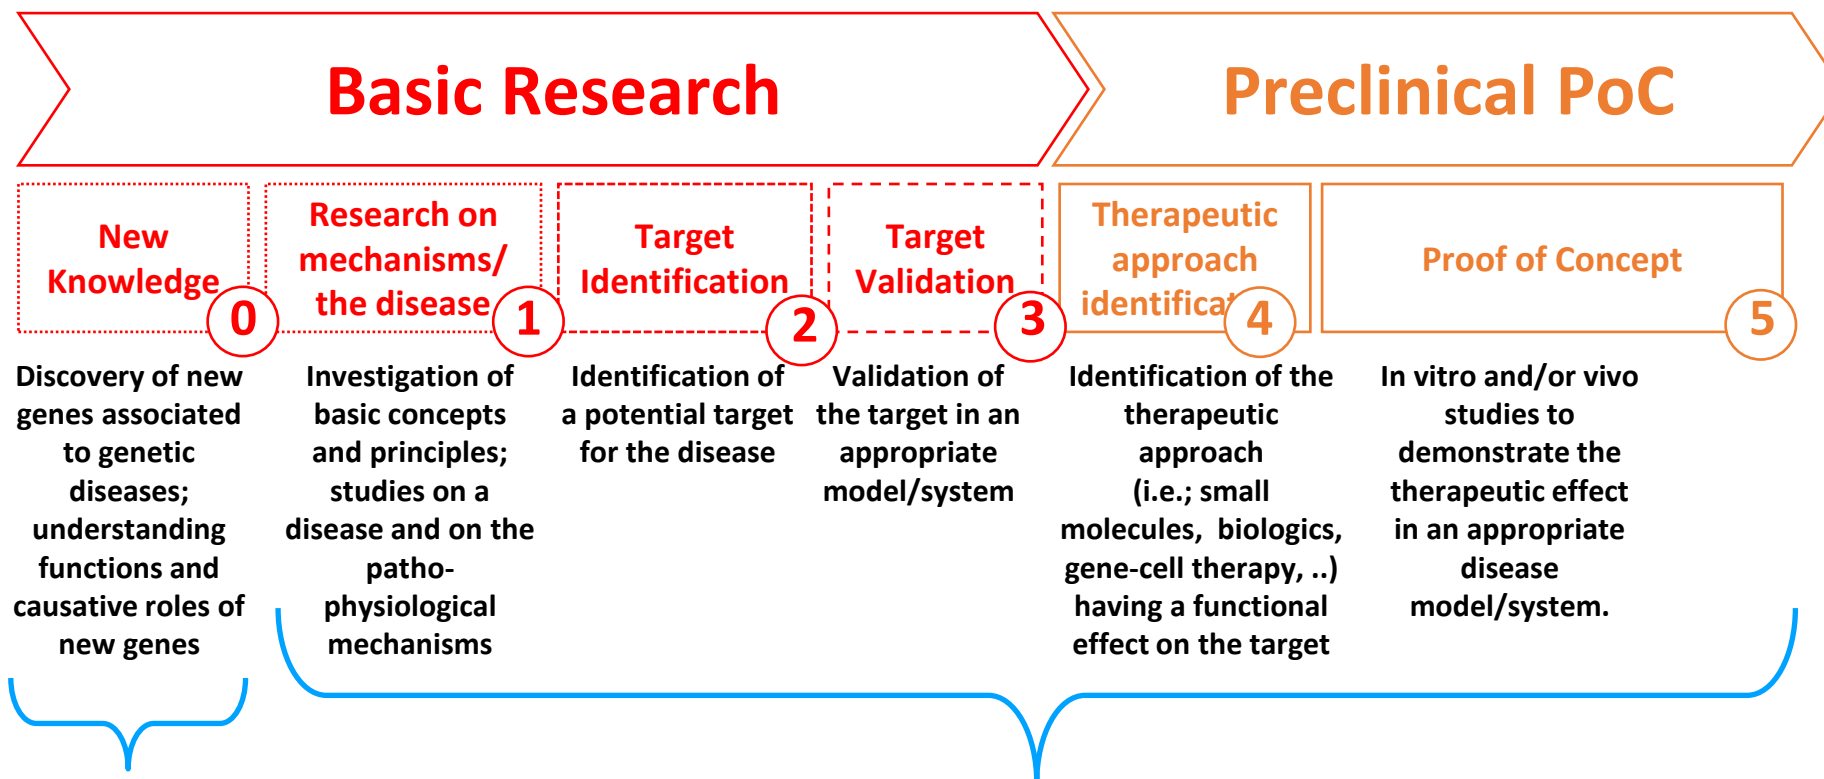 Basic Research
Preclinical PoC
New
Knowledge
0
Research on
mechanisms/
the disease
1
Target
Identification
2
Target
Validation
3
Therapeutic
approach
4
Proof of Concept
5
Discovery of new
genes associated
to genetic
diseases;
understanding
functions and
causative roles of
new genes
Investigation of
basic concepts
and principles;
studies on a
disease and on the
patho-
physiological
mechanisms
Identification of
a potential target
for the disease
Validation of
the target in an
appropriate
model/system
Identification of the
therapeutic
approach
(i.e.; small
molecules, biologics,
gene-cell therapy, ..)
having a functional
effect on the target
In vitro and/or vivo
studies to
demonstrate the
therapeutic effect
in an appropriate
disease
model/system.